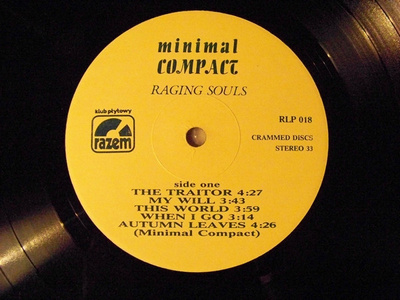 minimal
COMPACT
RAGING SOULS
klub płytowy
razem
RLP 018
CRAMMED DISCS
STEREO 33
side one
THE TRAITOR 4:27
MY WILL 3:43
THIS WORLD 3:59
WHEN I GO 3:14
AUTUMN LEAVES 4:26
(Minimal Compact)